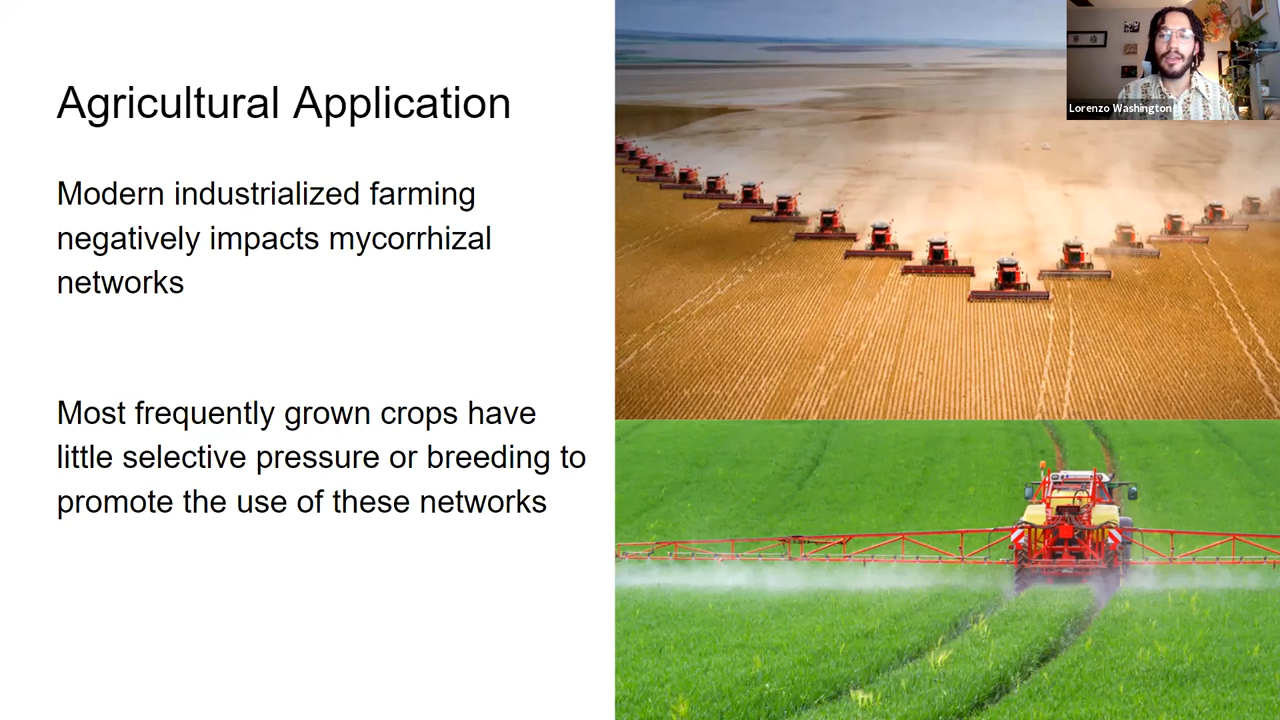 Agricultural Application
Modern industrialized farming
negatively impacts mycorrhizal
networks
Most frequently grown crops have
little selective pressure or breeding to
promote the use of these networks
Lorenzo Washington